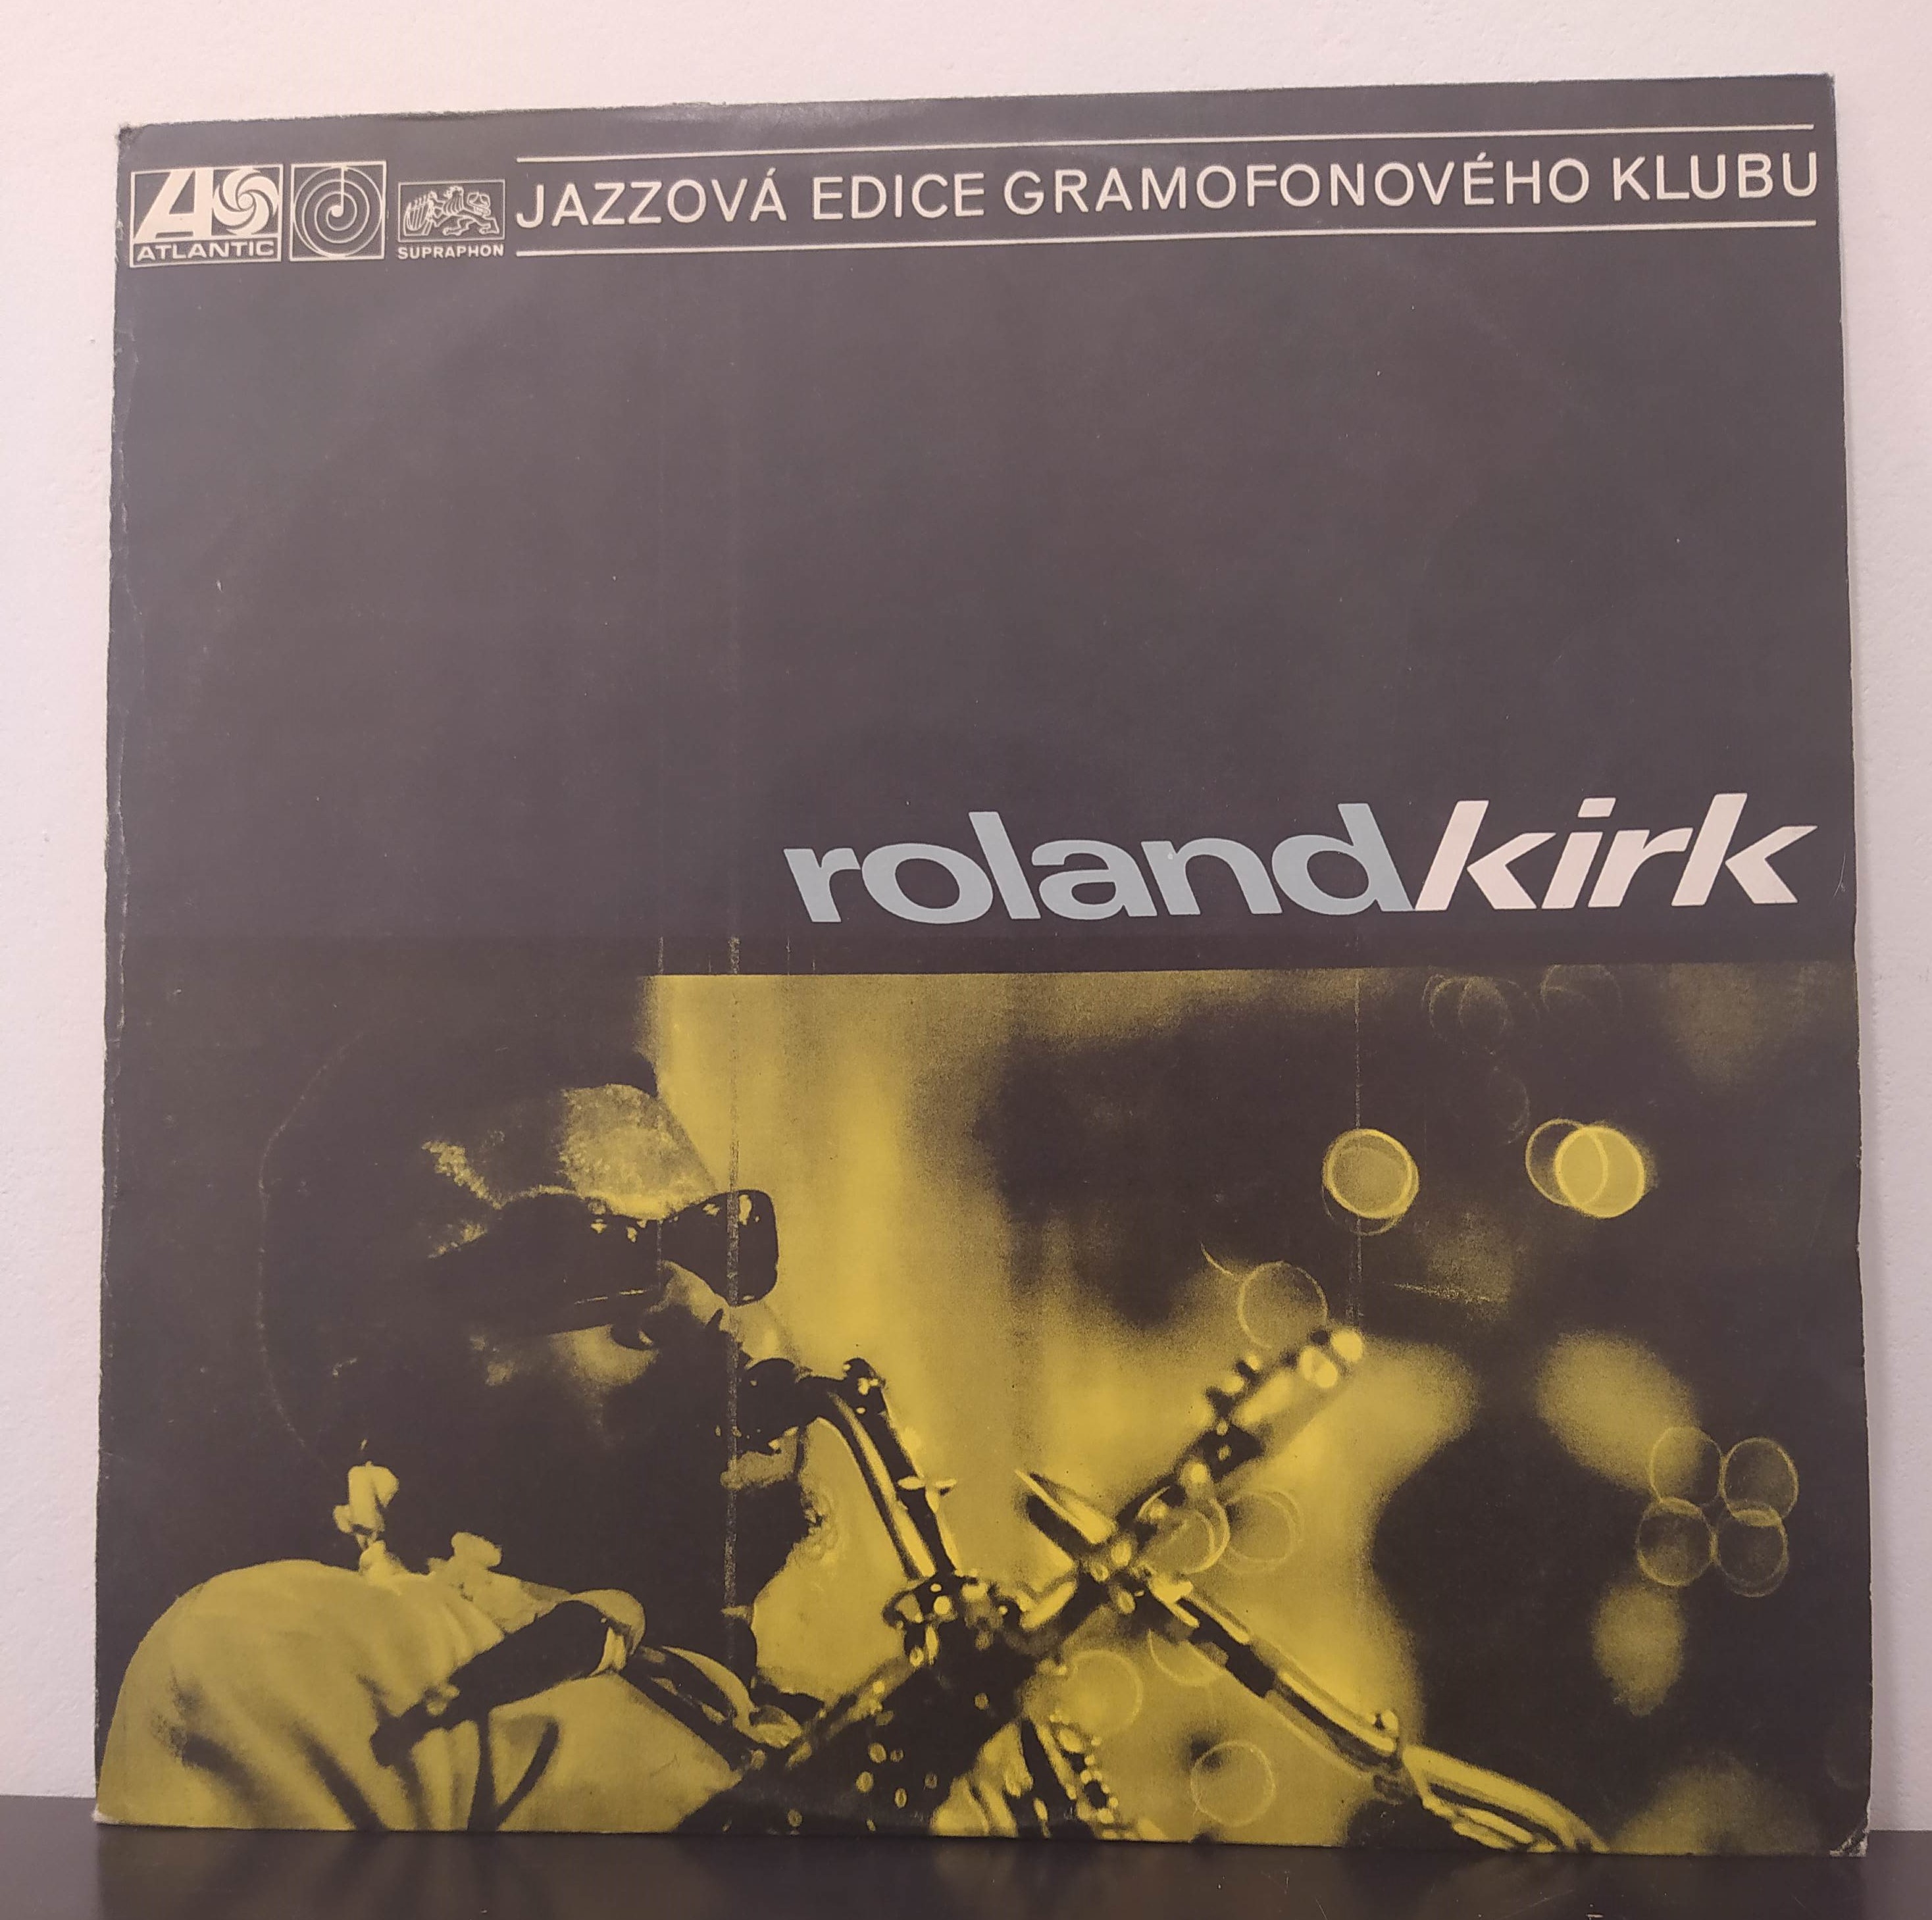 ATLANTIC
SUPRAPHON
JAZZOVÁ EDICE GRAMOFONOVÉHO KLUBU
rolandkirk